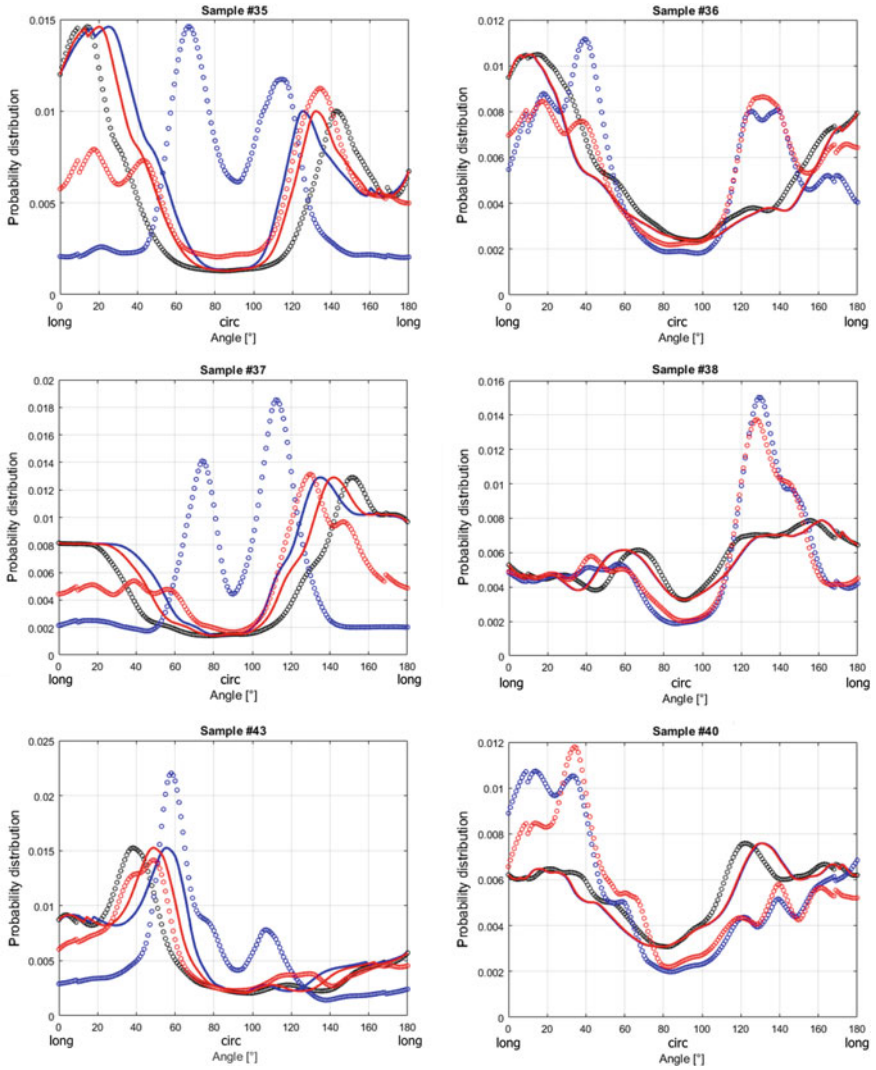 Sample #35
Probability distribution
0.015
0.01
0.005
0
0 20 40 60 80 100 120 140 160 180
long circ long
Angle [°]
Sample #36
Probability distribution
0.012
0.01
0.008
0.006
0.004
0.002
0
0 20 40 60 80 100 120 140 160 180
long circ long
Angle [°]
Sample #37
Probability distribution
0.02
0.018
0.016
0.014
0.012
0.01
0.008
0.006
0.004
0.002
0
0 20 40 60 80 100 120 140 160 180
long circ long
Angle [°]
Sample #38
Probability distribution
0.016
0.014
0.012
0.01
0.008
0.006
0.004
0.002
0
0 20 40 60 80 100 120 140 160 180
long circ long
Angle [°]
Sample #43
Probability distribution
0.025
0.02
0.015
0.01
0.005
0
0 20 40 60 80 100 120 140 160 180
long circ long
Angle [°]
Sample #40
Probability distribution
0.012
0.01
0.008
0.006
0.004
0.002
0
0 20 40 60 80 100 120 140 160 180
long circ long
Angle [°]